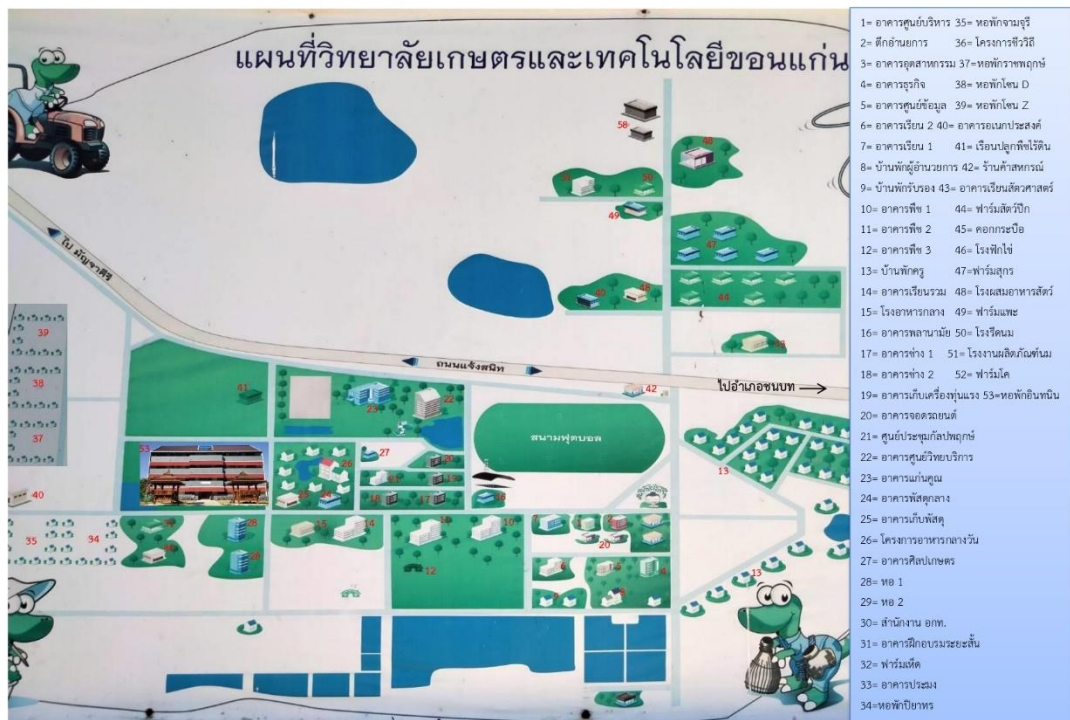 แผนที่วิทยาลัยเกษตรและเทคโนโลยีขอนแก่น
58
48
50
49
47
44
ไป มัญจาคีรี
39
38
37
ถนนแจ้งสนิท
ไปอำเภอชนบท
41
23
22
42
สนามฟุตบอล
53
27
13
40
17
35
34
28
14
10
12
20
13
1= อาคารศูนย์บริหาร 35= หอพักจามจุรี
2= ตึกอำนยการ 36= โครงการชีววิถี
3= อาคารอุตสาหกรรม 37=หอพักราชพฤกษ์
4= อาคารธุรกิจ 38= หอพักโซน D
5= อาคารศูนย์ข้อมูล 39= หอพักโซน Z
6= อาคารเรียน 2 40= อาคารอเนกประสงค์
7= อาคารเรียน 1 41= เรือนปลูกพืชไร้ดิน
8= บ้านพักผู้อำนวยการ 42= ร้านค้าสหกรณ์
9= บ้านพักรับรอง 43= อาคารเรียนสัตวศาสตร์
10= อาคารพืช 1 44= ฟาร์มสัตว์ปีก
11= อาคารพืช 2 45= คอกกระบือ
12= อาคารพืช 3 46= โรงฟักไข่
13= บ้านพักครู 47=ฟาร์มสุกร
14= อาคารเรียนรวม 48= โรงผสมอาหารสัตว์
15= โรงอาหารกลาง 49= ฟาร์มแพะ
16= อาคารพลานามัย 50= โรงรีดนม
17= อาคารช่าง 1 51= โรงงานผลิตภัณฑ์นม
18= อาคารช่าง 2 52= ฟาร์มโค
19= อาคารเก็บเครื่องทุ่นแรง 53=หอพักอินทนิน
20= อาคารจอดรถยนต์
21= ศูนย์ประชุมกัลปพฤกษ์
22= อาคารศูนย์วิทยบริการ
23= อาคารแก่นคูณ
24= อาคารพัสดุกลาง
25= อาคารเก็บพัสดุ
26= โครงการอาหารกลางวัน
27= อาคารศิลปเกษตร
28= หอ 1
29= หอ 2
30= สำนักงาน อกท.
31= อาคารฝึกอบรมระยะสั้น
32= ฟาร์มเห็ด
33= อาคารประมง
34=หอพักปิยาทร